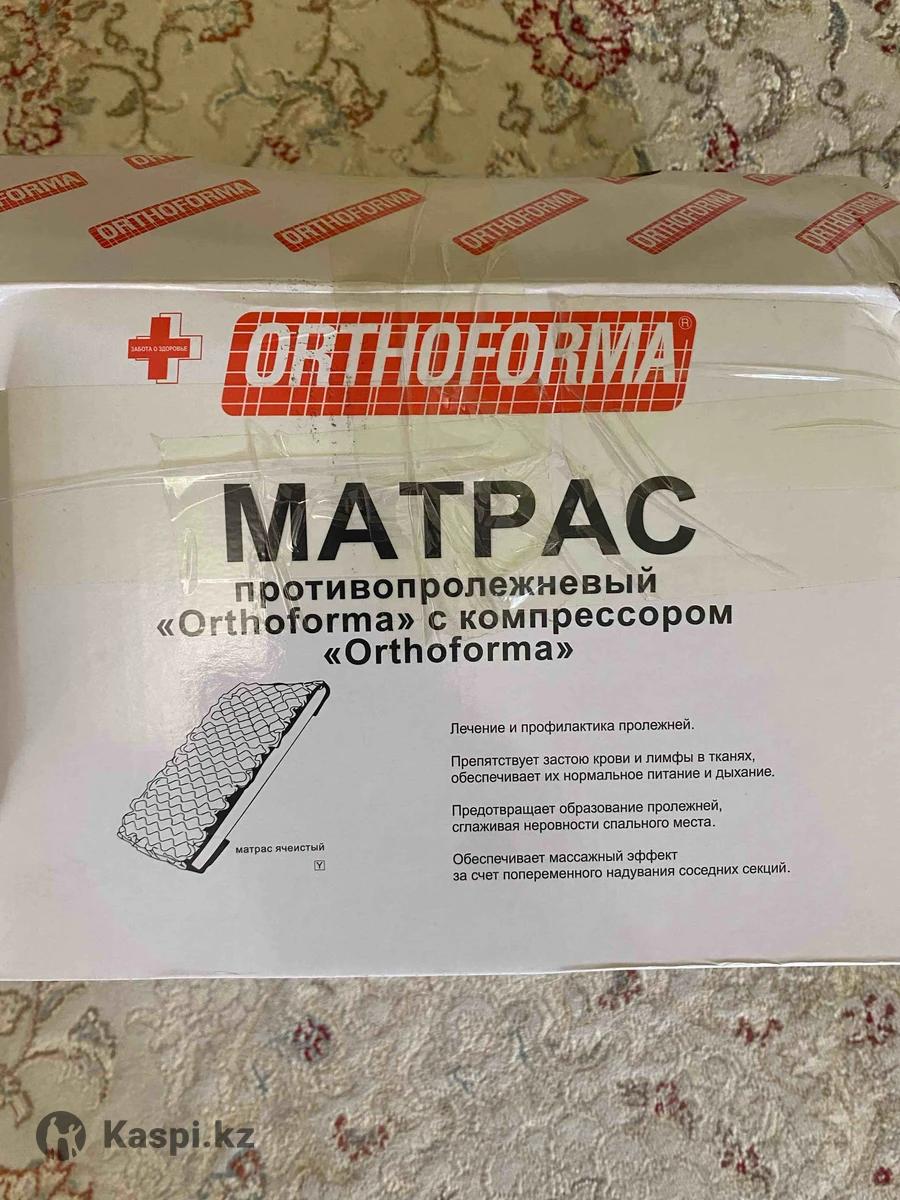 ORTHOFORMA
FORMA
ORTHOFORMA
ORTHOFORMA
ORTHOFORMA
ORTHOFORMA
ORTHOFORMA
ЗАБОТА О ЗДОРОВЬЕ
ORTHOFORMA®
МАТРАС
противопролежневый
«Orthoforma» с компрессором
«Orthoforma»
Лечение и профилактика пролежней.
Препятствует застою крови и лимфы в тканях,
обеспечивает их нормальное питание и дыхание.
Предотвращает образование пролежней,
сглаживая неровности спального места.
Обеспечивает массажный эффект
за счет попеременного надувания соседних секций.
матрас ячеистый
Y
Kaspi.kz